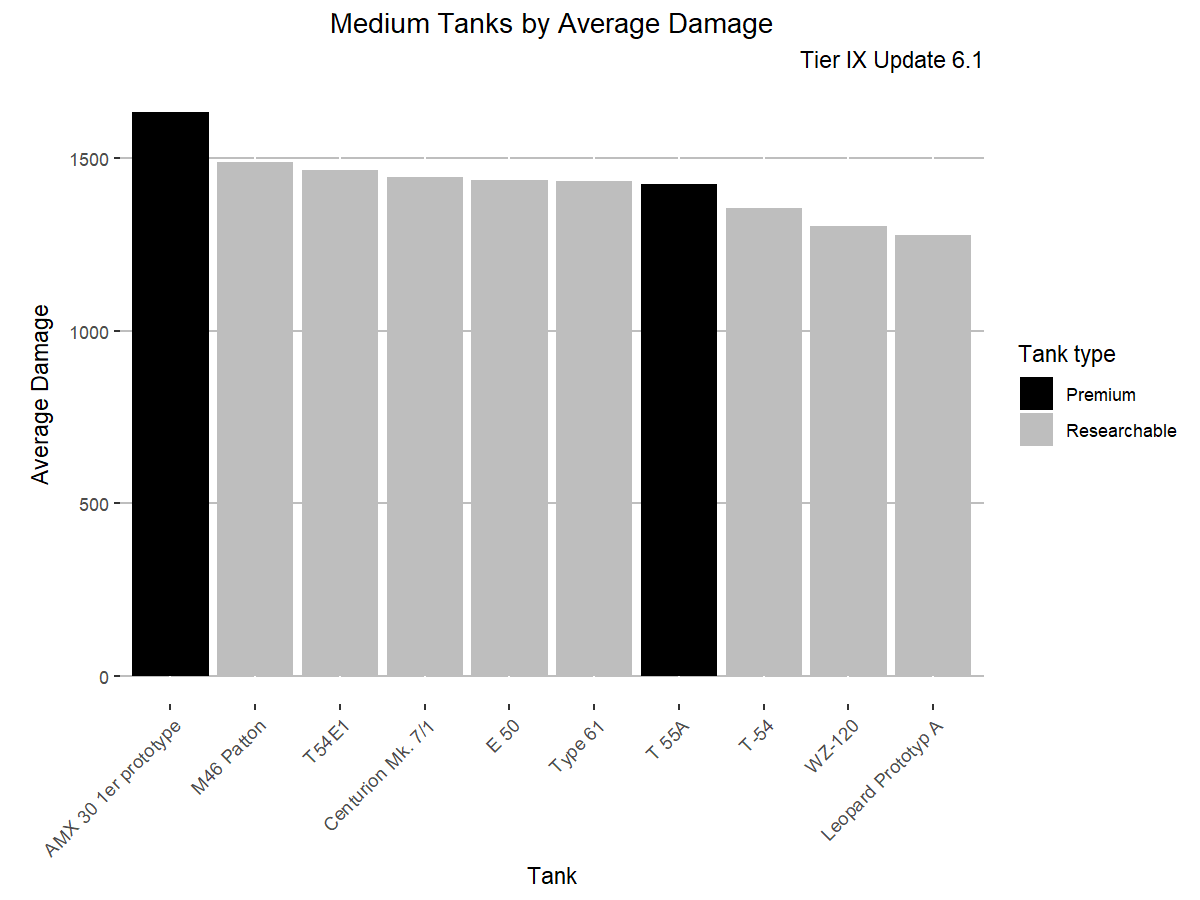 Medium Tanks by Average Damage
Tier IX Update 6.1
Average Damage
1500
1000
500
0
AMX 30 1er prototype
M46 Patton
T54E1
Centurion Mk. 7/1
E 50
Type 61
T 55A
T-54
WZ-120
Leopard Prototyp A
Tank
Tank type
Premium
Researchable